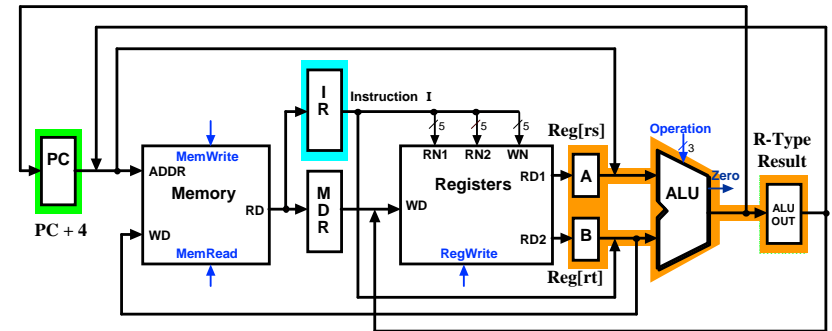 I
R
Instruction I
5
5
5
PC
PC + 4
MemWrite
ADDR
Memory
RD
WD
MemRead
M
D
R
RN1
RN2
WN
Registers
WD
RD1
RD2
RegWrite
Reg[rs]
A
B
Reg[rt]
Operation
3
ALU
Zero
R-Type
Result
ALU
OUT